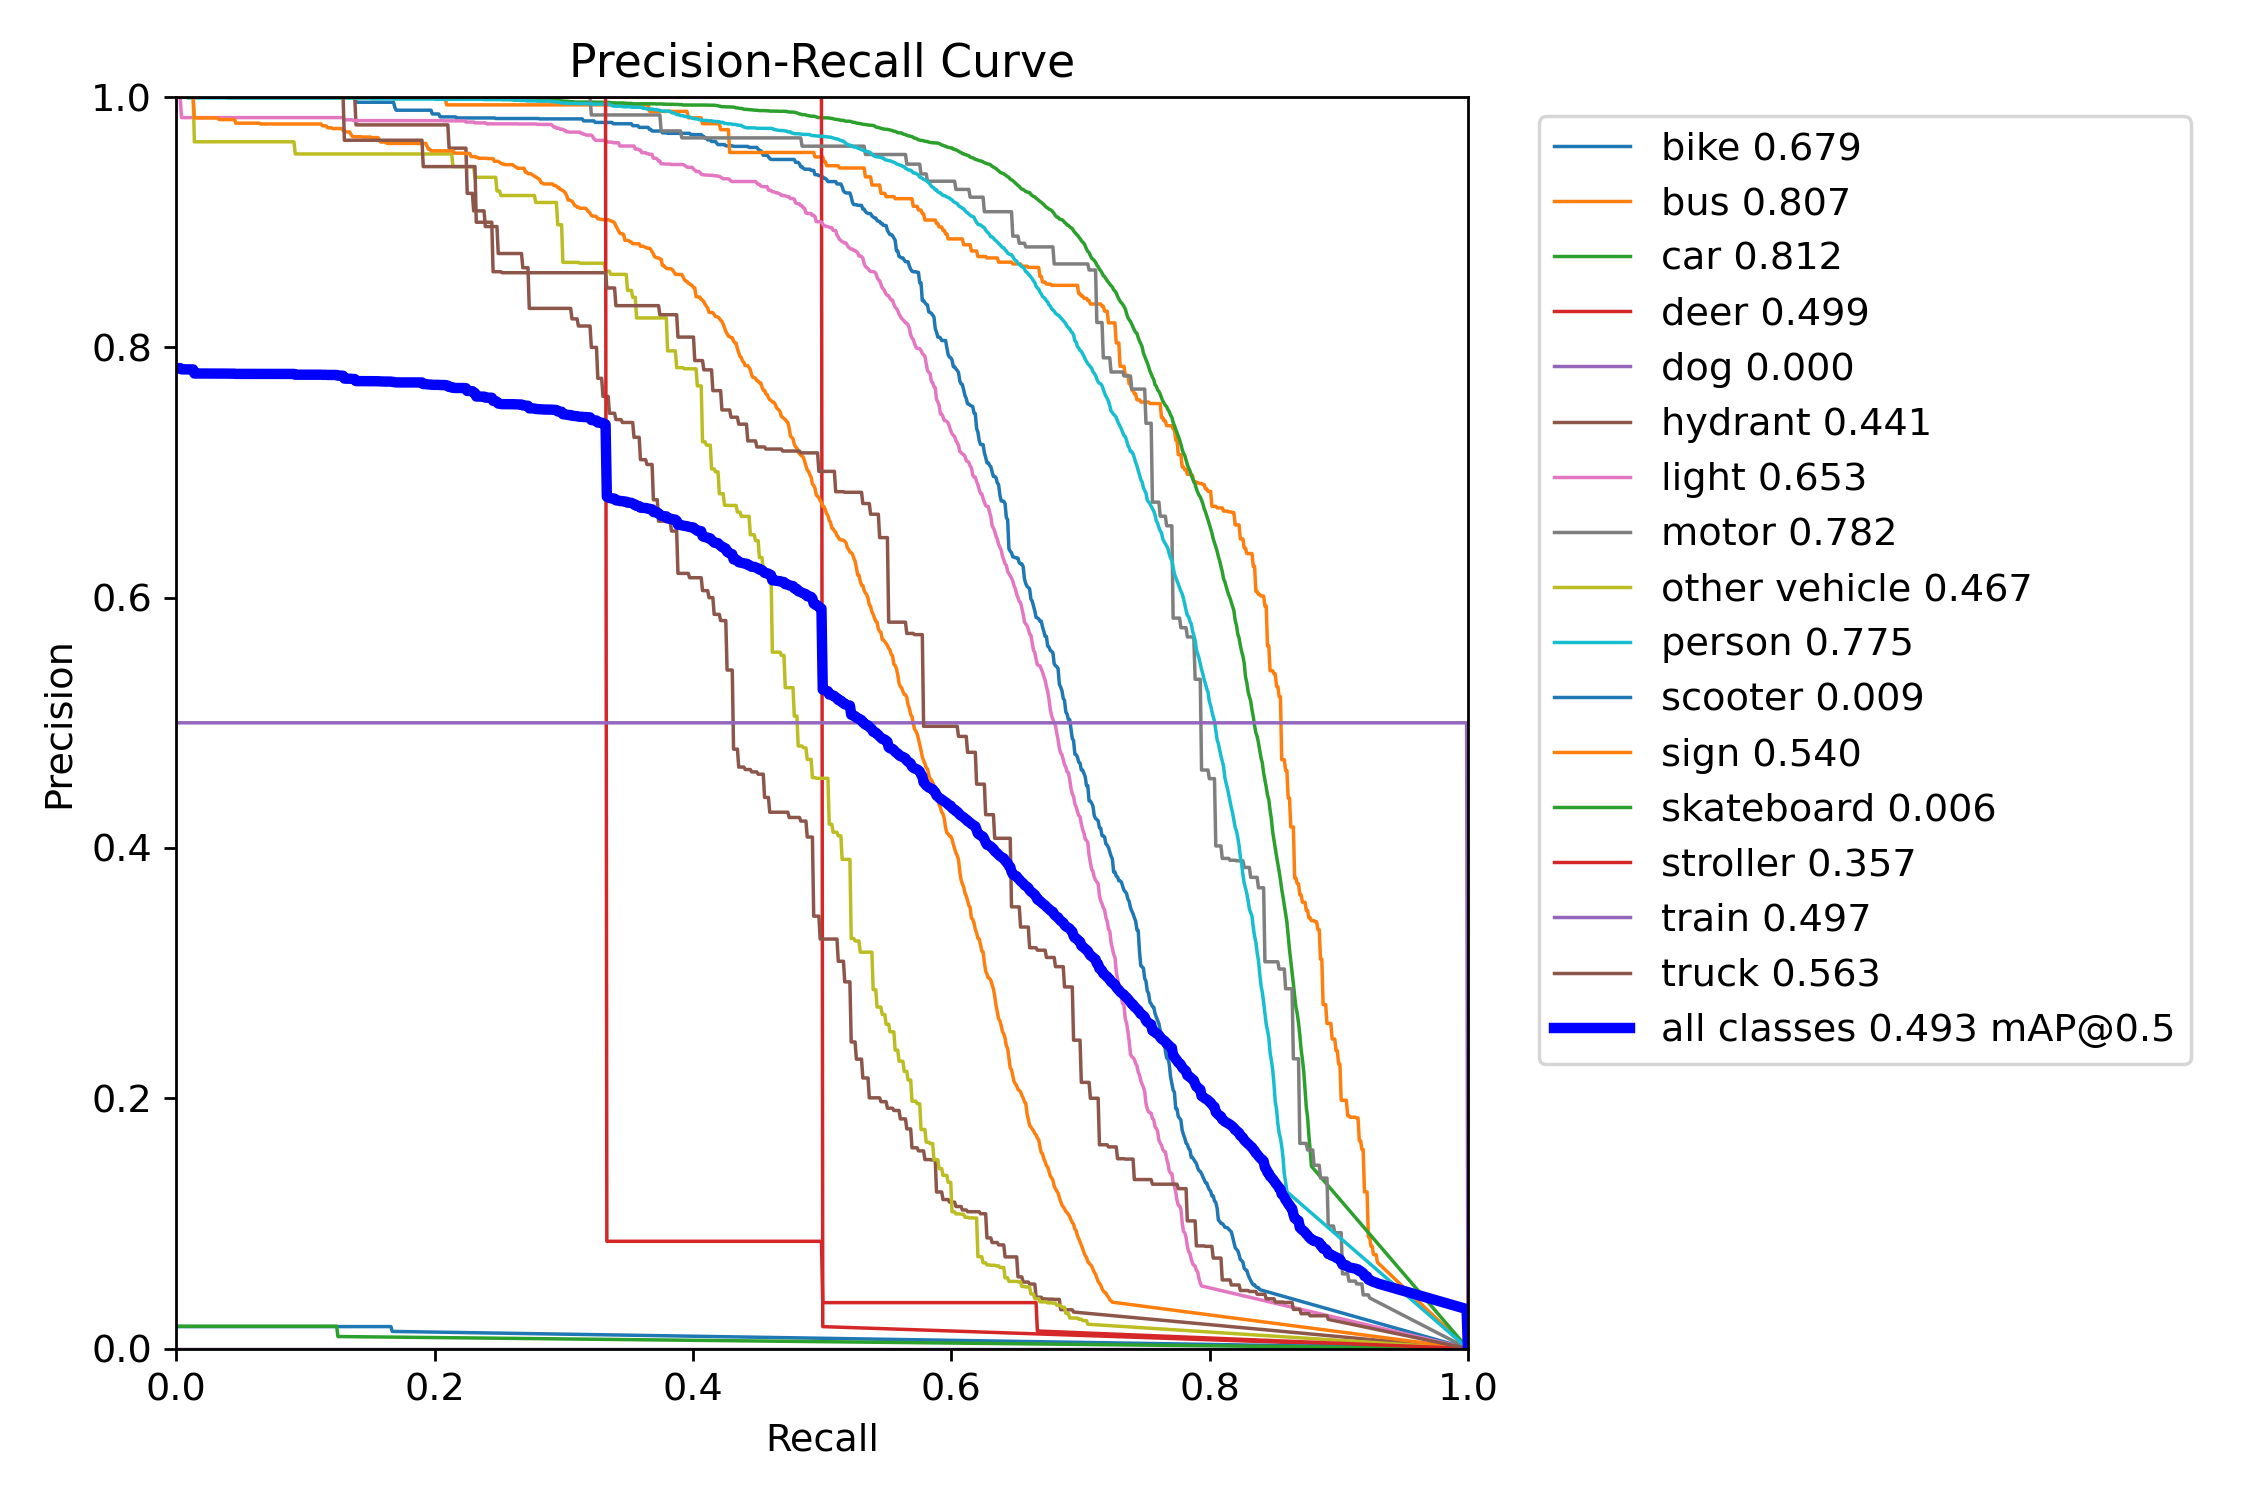 Precision-Recall Curve
1.0
0.8
0.6
0.4
0.2
0.0
Precision
0.0 0.2 0.4 0.6 0.8 1.0
Recall
bike 0.679
bus 0.807
car 0.812
deer 0.499
dog 0.000
hydrant 0.441
light 0.653
motor 0.782
other vehicle 0.467
person 0.775
scooter 0.009
sign 0.540
skateboard 0.006
stroller 0.357
train 0.497
truck 0.563
all classes 0.493 mAP@0.5